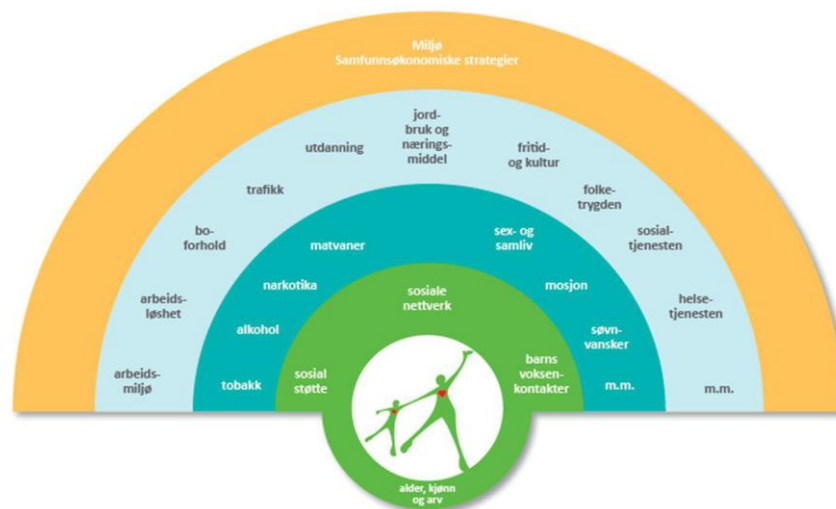 Miljø
Samfunnsøkonomiske strategier
jord-
bruk og
nærings-
middel
utdanning
fritid-
og kultur
trafikk
folke-
trygden
bo-
forhold
sosial-
tjenesten
arbeids-
løshet
helse-
tjenesten
arbeids-
miljø
m.m.
matvaner
sex- og
samliv
narkotika
mosjon
alkohol
søvn-
vansker
tobakk
m.m.
sosiale
nettverk
sosial
støtte
barns
voksen-
kontakter
alder, kjønn
og arv